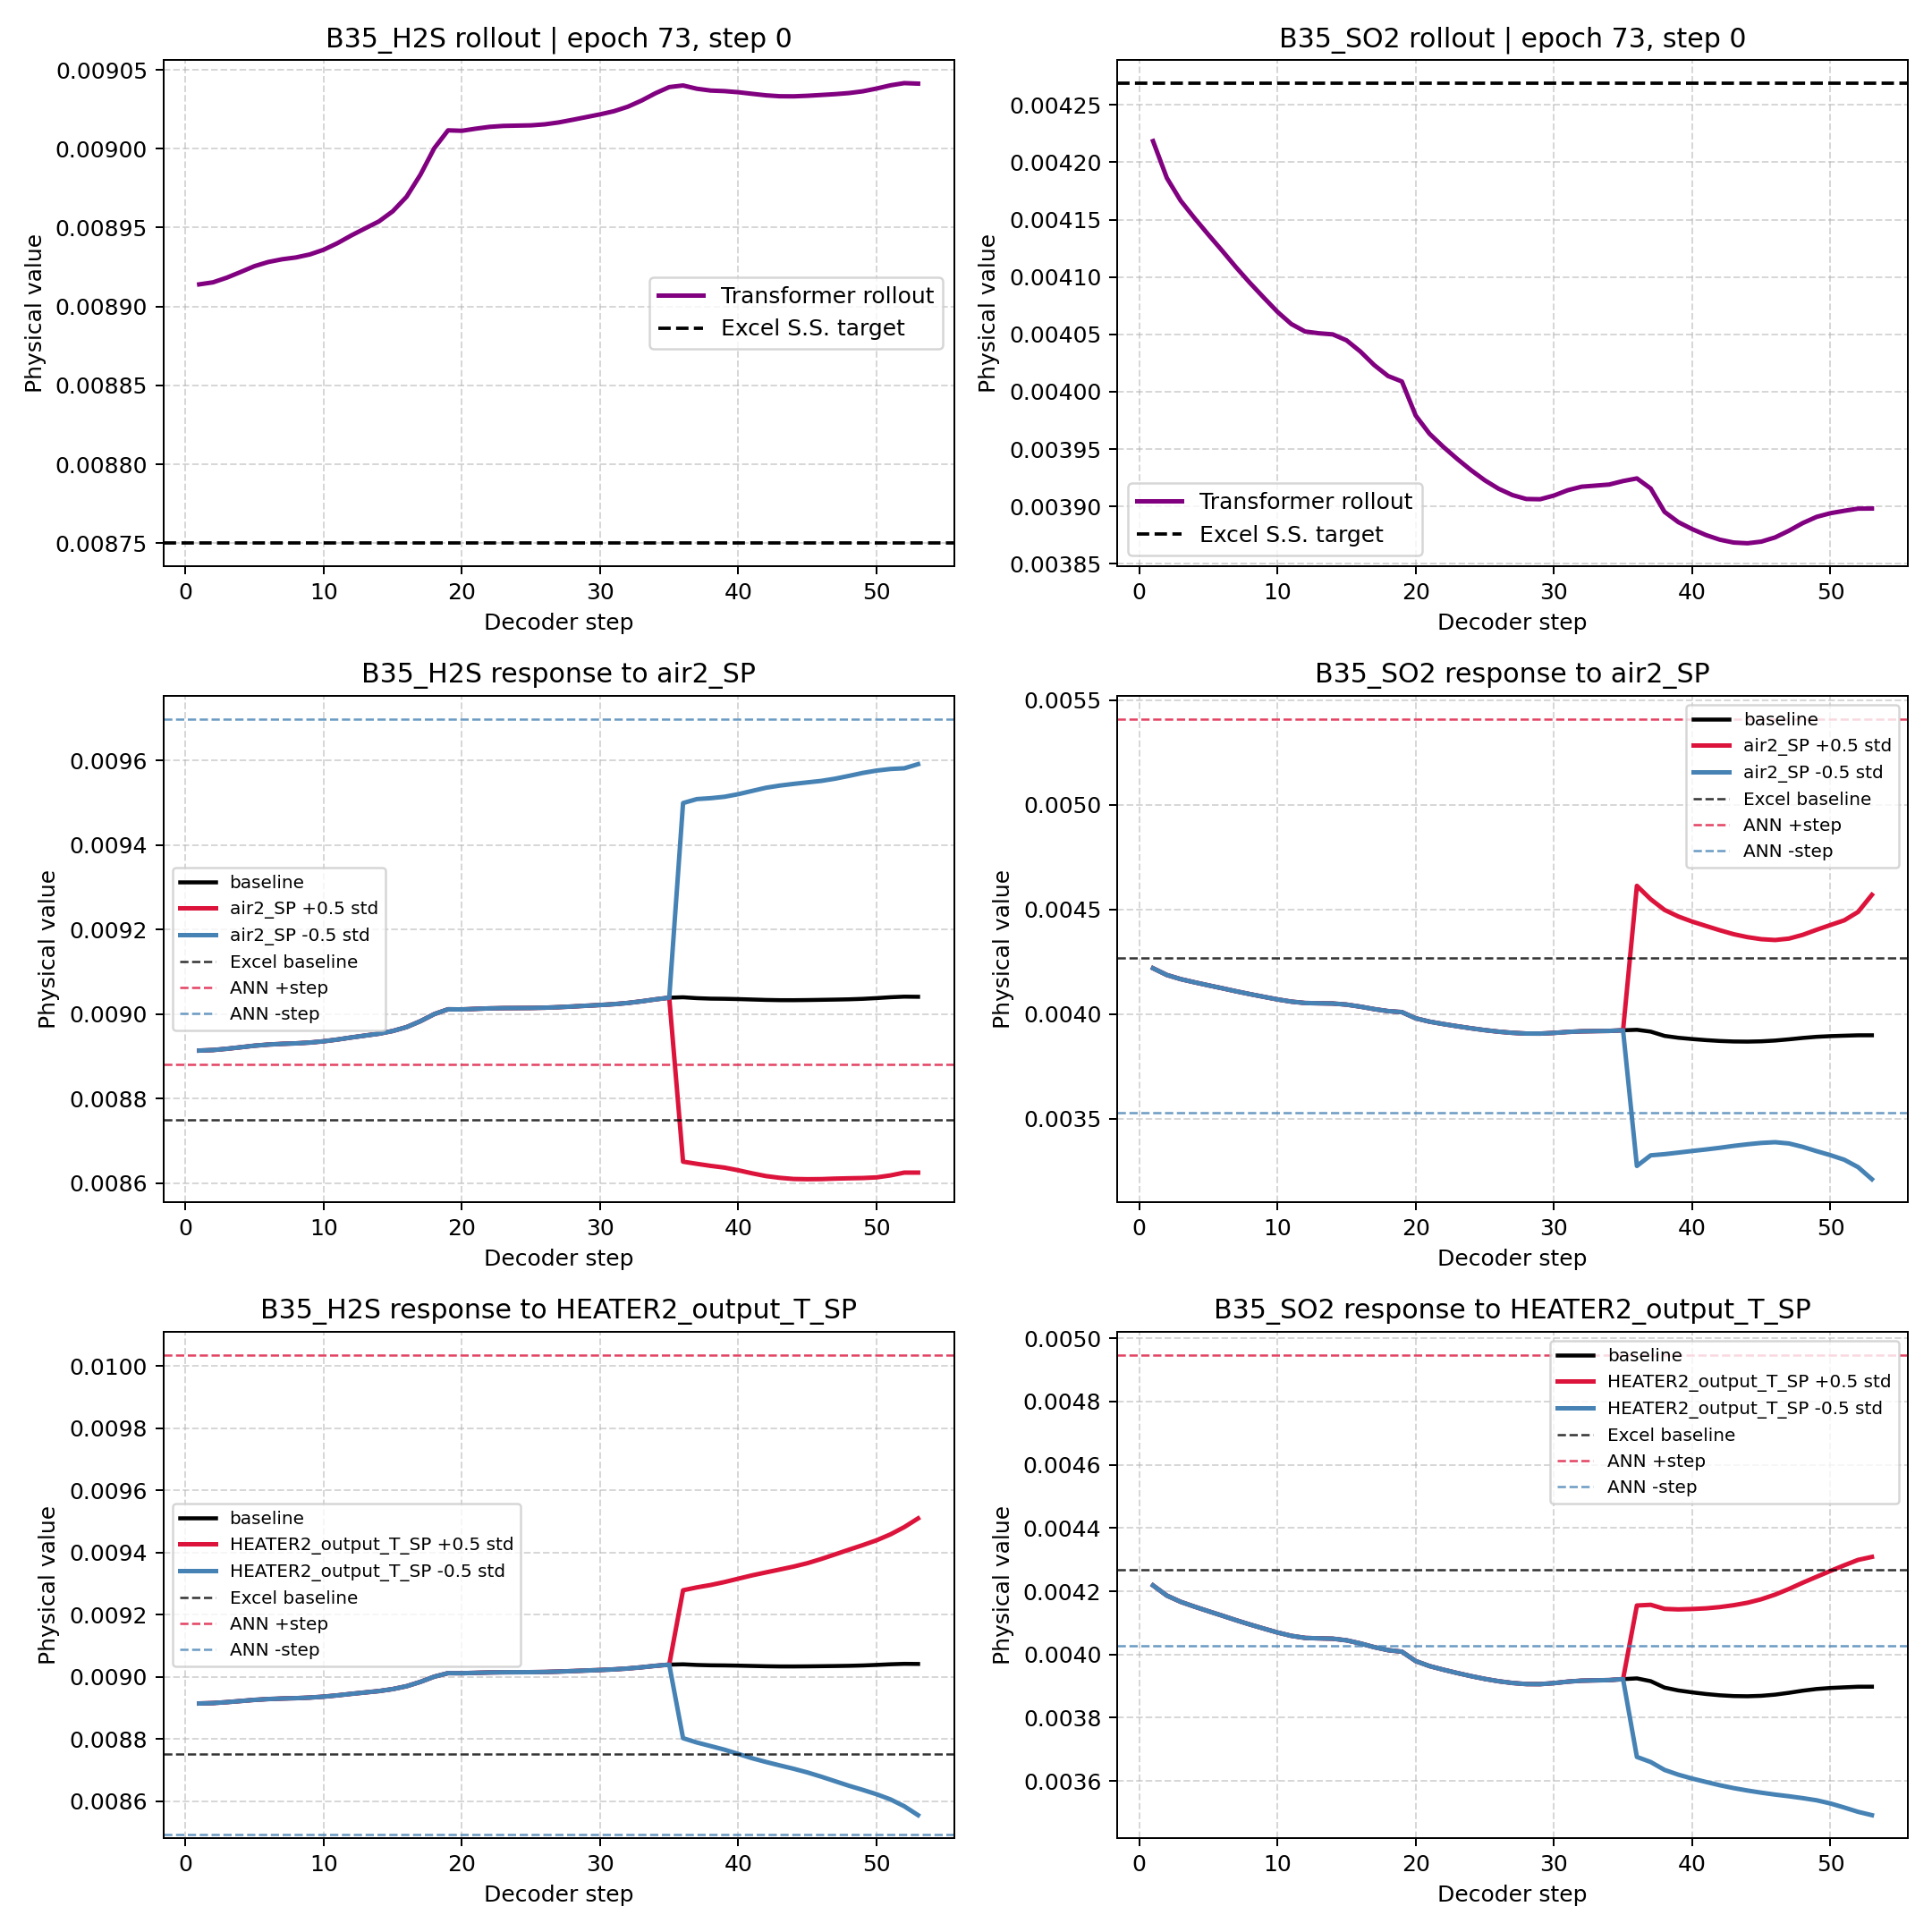 B35_H2S rollout | epoch 73, step 0
Physical value
0.00905
0.00900
0.00895
0.00890
0.00885
0.00880
0.00875
Transformer rollout
Excel S.S. target
0 10 20 30 40 50
Decoder step
B35_SO2 rollout | epoch 73, step 0
Physical value
0.00425
0.00420
0.00415
0.00410
0.00405
0.00400
0.00395
0.00390
0.00385
Transformer rollout
Excel S.S. target
0 10 20 30 40 50
Decoder step
B35_H2S response to air2_SP
Physical value
0.0096
0.0094
0.0092
0.0090
0.0088
0.0086
baseline
air2_SP +0.5 std
air2_SP -0.5 std
Excel baseline
ANN +step
ANN -step
0 10 20 30 40 50
Decoder step
B35_SO2 response to air2_SP
Physical value
0.0055
0.0050
0.0045
0.0040
0.0035
baseline
air2_SP +0.5 std
air2_SP -0.5 std
Excel baseline
ANN +step
ANN -step
0 10 20 30 40 50
Decoder step
B35_H2S response to HEATER2_output_T_SP
Physical value
0.0100
0.0098
0.0096
0.0094
0.0092
0.0090
0.0088
0.0086
baseline
HEATER2_output_T_SP +0.5 std
HEATER2_output_T_SP -0.5 std
Excel baseline
ANN +step
ANN -step
0 10 20 30 40 50
Decoder step
B35_SO2 response to HEATER2_output_T_SP
Physical value
0.0050
0.0048
0.0046
0.0044
0.0042
0.0040
0.0038
0.0036
baseline
HEATER2_output_T_SP +0.5 std
HEATER2_output_T_SP -0.5 std
Excel baseline
ANN +step
ANN -step
0 10 20 30 40 50
Decoder step